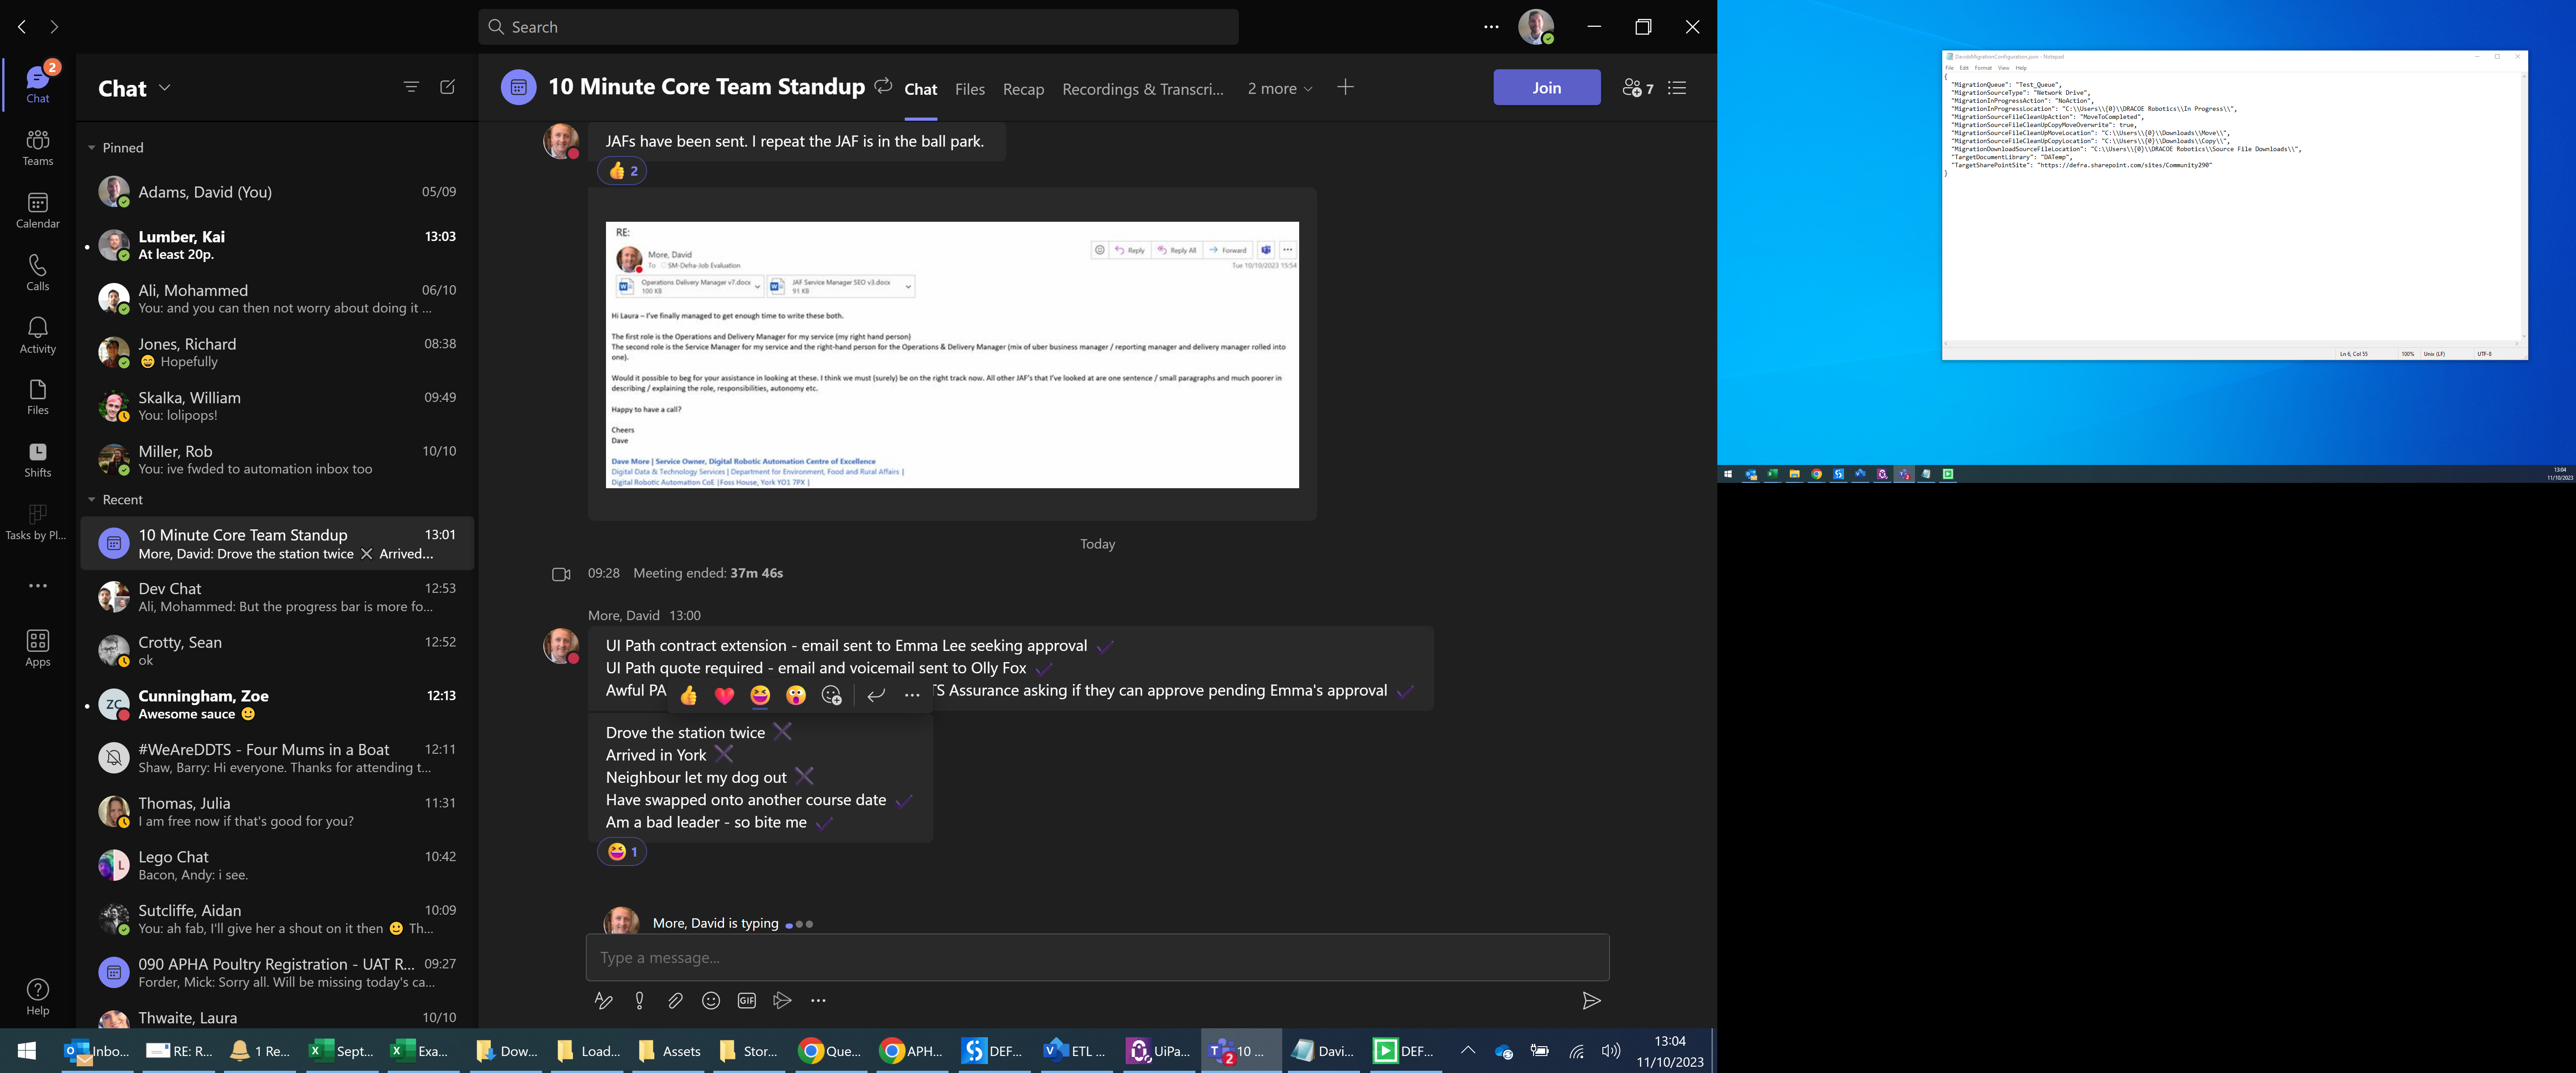 Search
10 Minute Core Team Standup
Chat
Files
Recap
Recordings & Transcri...
2 more
Join
7
2
Chat
Teams
Calendar
Calls
Activity
Files
Shifts
Tasks by Pl...
Apps
Help
Chat
Pinned
Adams, David (You)
05/09
Lumber, Kai
13:03
At least 20p.
Ali, Mohammed
06/10
You: and you can then not worry about doing it ...
Jones, Richard
08:38
Hopefully
Skalka, William
09:49
You: lolipops!
Miller, Rob
10/10
You: ive fwded to automation inbox too
Recent
10 Minute Core Team Standup
13:01
More, David: Drove the station twice ❌ Arrived...
Dev Chat
12:53
Ali, Mohammed: But the progress bar is more fo...
Crotty, Sean
12:52
ok
ZC
Cunningham, Zoe
12:13
Awesome sauce
#WeAreDDTS - Four Mums in a Boat
12:11
Shaw, Barry: Hi everyone. Thanks for attending t...
Thomas, Julia
11:31
I am free now if that's good for you?
L
Lego Chat
10:42
Bacon, Andy: i see.
Sutcliffe, Aidan
10:09
You: ah fab, I'll give her a shout on it then Th...
090 APHA Poultry Registration - UAT R...
09:27
Forder, Mick: Sorry all. Will be missing today's ca...
Thwaite, Laura
10/10
JAFs have been sent. I repeat the JAF is in the ball park.
2
RE:
More, David
To SM-Defra-Job Evaluation
Reply
Reply All
Forward
Tue 10/10/2023 15:54
Operations Delivery Manager v7.docx
100 KB
JAF Service Manager SEO v3.docx
91 KB
Hi Laura – I've finally managed to get enough time to write these both.
The first role is the Operations and Delivery Manager for my service (my right hand person)
The second role is the Service Manager for my service and the right-hand person for the Operations & Delivery Manager (mix of uber business manager / reporting manager and delivery manager rolled into
one).
Would it possible to beg for your assistance in looking at these. I think we must (surely) be on the right track now. All other JAF's that I've looked at are one sentence / small paragraphs and much poorer in
describing / explaining the role, responsibilities, autonomy etc.
Happy to have a call?
Cheers
Dave
Dave More | Service Owner, Digital Robotic Automation Centre of Excellence
Digital Data & Technology Services | Department for Environment, Food and Rural Affairs |
Digital Robotic Automation CoE |Foss House, York YO1 7PX |
Today
09:28 Meeting ended: 37m 46s
More, David 13:00
UI Path contract extension - email sent to Emma Lee seeking approval
UI Path quote required - email and voicemail sent to Olly Fox
Awful PA
TS Assurance asking if they can approve pending Emma's approval
Drove the station twice
Arrived in York
Neighbour let my dog out
Have swapped onto another course date
Am a bad leader - so bite me
1
More, David is typing
Type a message...
GIF
Inbo...
RE: R...
1 Re...
Sept...
Exa...
Dow...
Load...
Assets
Stor...
Que...
APH...
DEF...
ETL ...
UiPa...
10 ...
Davi...
DEF...
13:04
11/10/2023
DavidsMigrationConfiguration.json - Notepad
File Edit Format View Help
{
"MigrationQueue": "Test_Queue",
"MigrationSourceType": "Network Drive",
"MigrationInProgressAction": "NoAction",
"MigrationInProgressLocation": "C:\\Users\\{0}\\DRACOE Robotics\\In Progress\\",
"MigrationSourceFileCleanUpAction": "MoveToCompleted",
"MigrationSourceFileCleanUpCopyMoveOverwrite": true,
"MigrationSourceFileCleanUpMoveLocation": "C:\\Users\\{0}\\Downloads\\Move\\",
"MigrationSourceFileCleanUpCopyLocation": "C:\\Users\\{0}\\Downloads\\Copy\\",
"MigrationDownloadSourceFileLocation": "C:\\Users\\{0}\\DRACOE Robotics\\Source File Downloads\\",
"TargetDocumentLibrary": "DATemp",
"TargetSharePointSite": "https://defra.sharepoint.com/sites/Community290"
}
Ln 6, Col 55
100%
Unix (LF)
UTF-8
13:04
11/10/2023